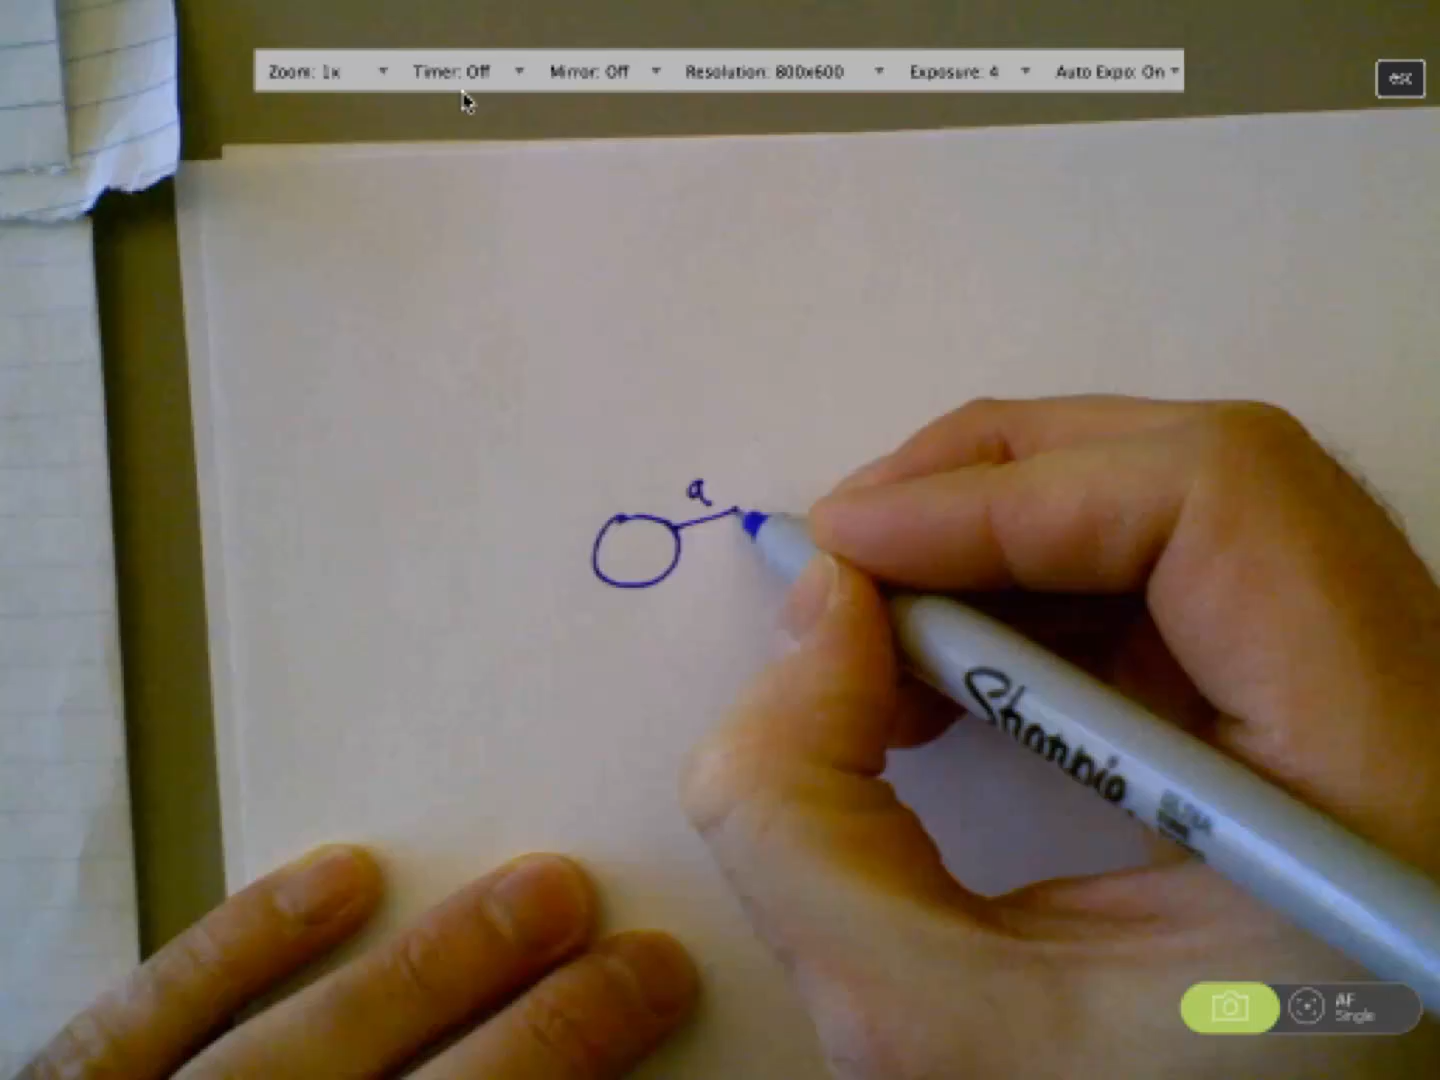 Zoom: 1x Timer: Off Mirror: Off Resolution: 800x600 Exposure: 4 Auto Expo: On
esc
a
Sharpie.
AF
Single